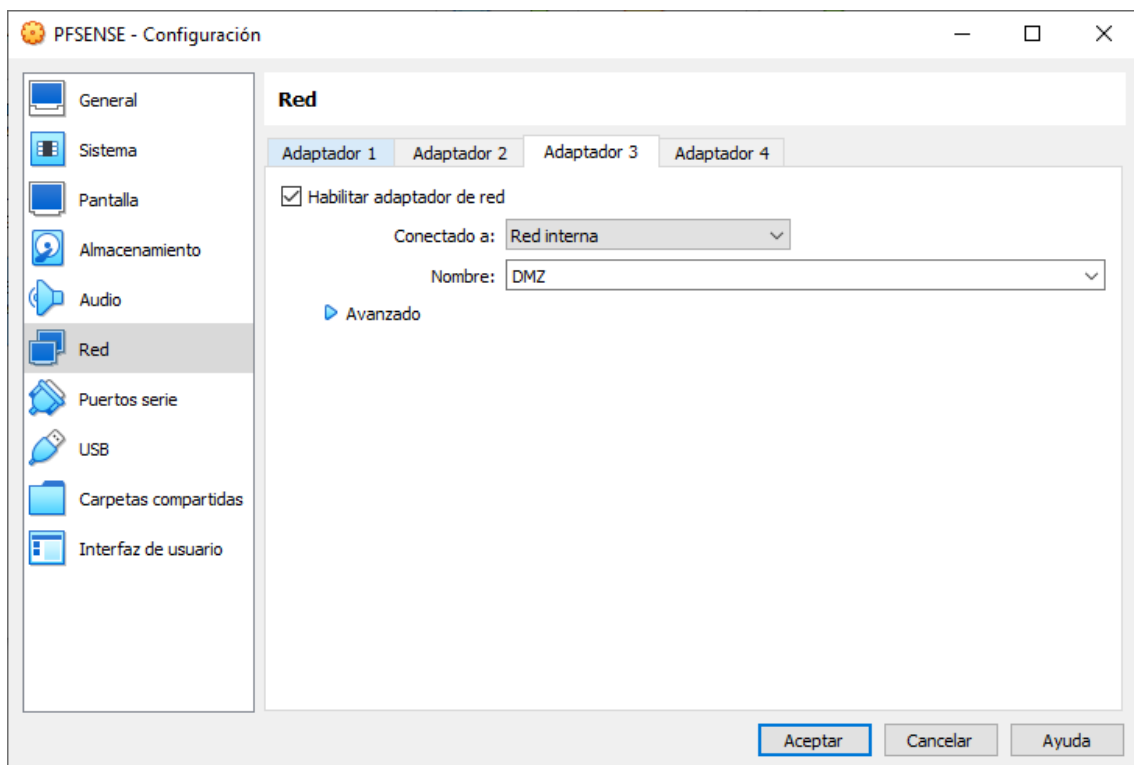 PFSENSE - Configuración
General
Sistema
Pantalla
Almacenamiento
Audio
Red
Puertos serie
USB
Carpetas compartidas
Interfaz de usuario
Red
Adaptador 1 Adaptador 2 Adaptador 3 Adaptador 4
Habilitar adaptador de red
Conectado a: Red interna
Nombre: DMZ
Avanzado
Aceptar Cancelar Ayuda